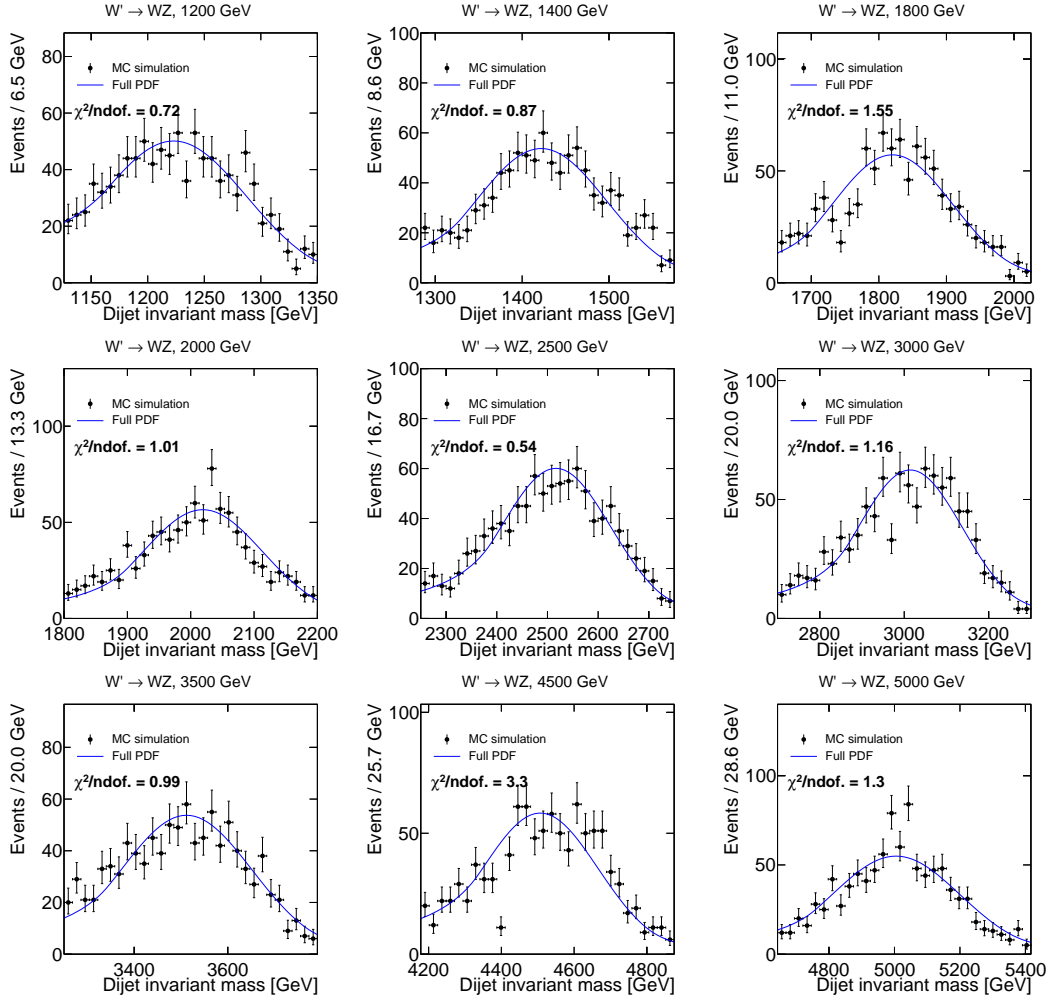 W' → WZ, 1200 GeV
Events / 6.5 GeV
80
60
40
20
0
MC simulation
Full PDF
χ²/ndof. = 0.72
1150 1200 1250 1300 1350
Dijet invariant mass [GeV]
W' → WZ, 1400 GeV
Events / 8.6 GeV
100
80
60
40
20
0
MC simulation
Full PDF
χ²/ndof. = 0.87
1300 1400 1500
Dijet invariant mass [GeV]
W' → WZ, 1800 GeV
Events / 11.0 GeV
100
50
0
MC simulation
Full PDF
χ²/ndof. = 1.55
1700 1800 1900 2000
Dijet invariant mass [GeV]
W' → WZ, 2000 GeV
Events / 13.3 GeV
100
50
0
MC simulation
Full PDF
χ²/ndof. = 1.01
1800 1900 2000 2100 2200
Dijet invariant mass [GeV]
W' → WZ, 2500 GeV
Events / 16.7 GeV
100
80
60
40
20
0
MC simulation
Full PDF
χ²/ndof. = 0.54
2300 2400 2500 2600 2700
Dijet invariant mass [GeV]
W' → WZ, 3000 GeV
Events / 20.0 GeV
100
50
0
MC simulation
Full PDF
χ²/ndof. = 1.16
2800 3000 3200
Dijet invariant mass [GeV]
W' → WZ, 3500 GeV
Events / 20.0 GeV
80
60
40
20
0
MC simulation
Full PDF
χ²/ndof. = 0.99
3400 3600
Dijet invariant mass [GeV]
W' → WZ, 4500 GeV
Events / 25.7 GeV
100
50
0
MC simulation
Full PDF
χ²/ndof. = 3.3
4200 4400 4600 4800
Dijet invariant mass [GeV]
W' → WZ, 5000 GeV
Events / 28.6 GeV
100
50
0
MC simulation
Full PDF
χ²/ndof. = 1.3
4800 5000 5200 5400
Dijet invariant mass [GeV]